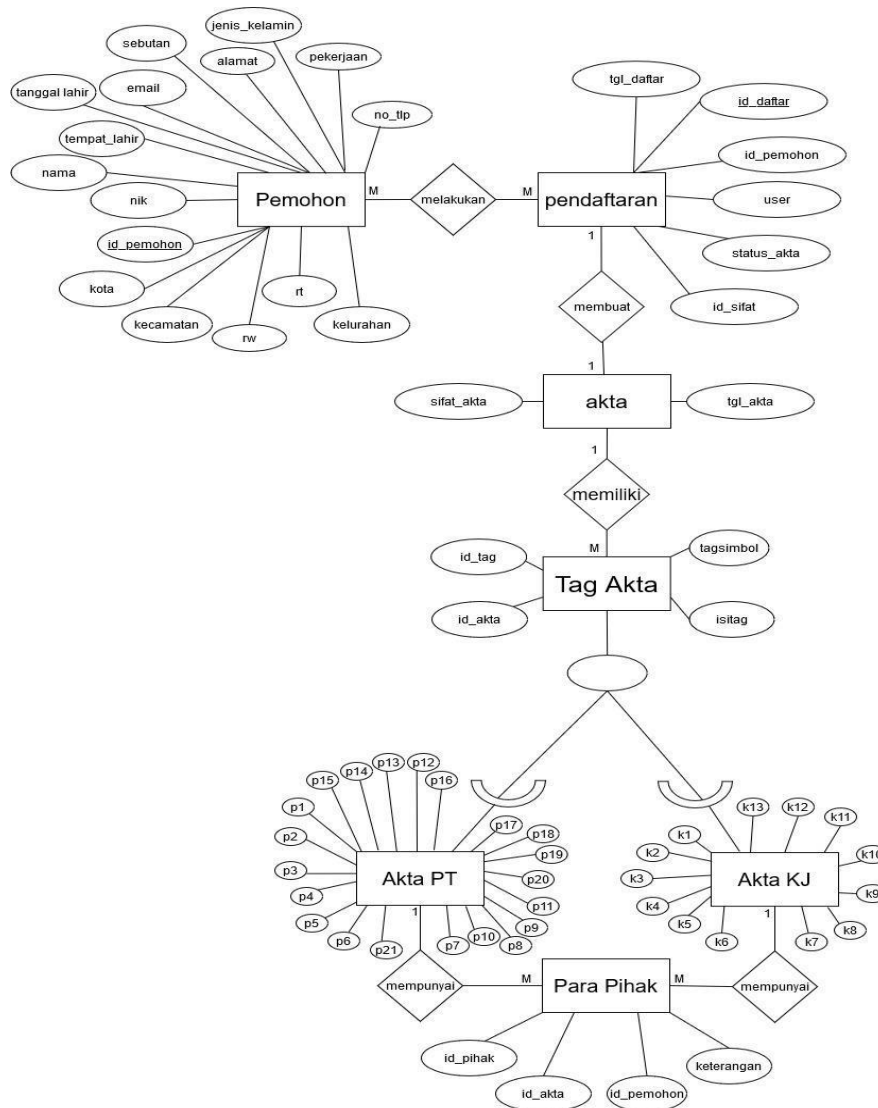 jenis_kelamin
sebutan
alamat
pekerjaan
tanggal lahir
email
no_tlp
tempat_lahir
nama
nik
id_pemohon
kota
kecamatan
rw
rt
kelurahan
Pemohon
M
melakukan
M
pendaftaran
tgl_daftar
id_daftar
id_pemohon
user
status_akta
id_sifat
1
membuat
1
sifat_akta
akta
tgl_akta
1
memiliki
M
id_tag
tagsimbol
Tag Akta
id_akta
isitag
p15
p14
p13
p12
p16
p1
p2
p3
p4
p5
p6
p21
p7
p10
p8
p9
p11
p20
p19
p18
p17
Akta PT
1
k13
k12
k11
k1
k2
k3
k4
k5
k6
k7
k8
k9
k10
Akta KJ
1
mempunyai
M
Para Pihak
M
mempunyai
id_pihak
id_akta
id_pemohon
keterangan